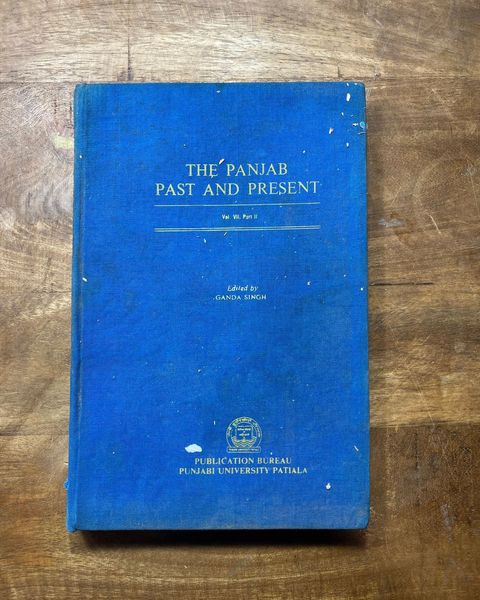 THE PANJAB
PAST AND PRESENT
Vol. VII, Part II
Edited by
GANDA SINGH
PUBLICATION BUREAU
PUNJABI UNIVERSITY PATIALA